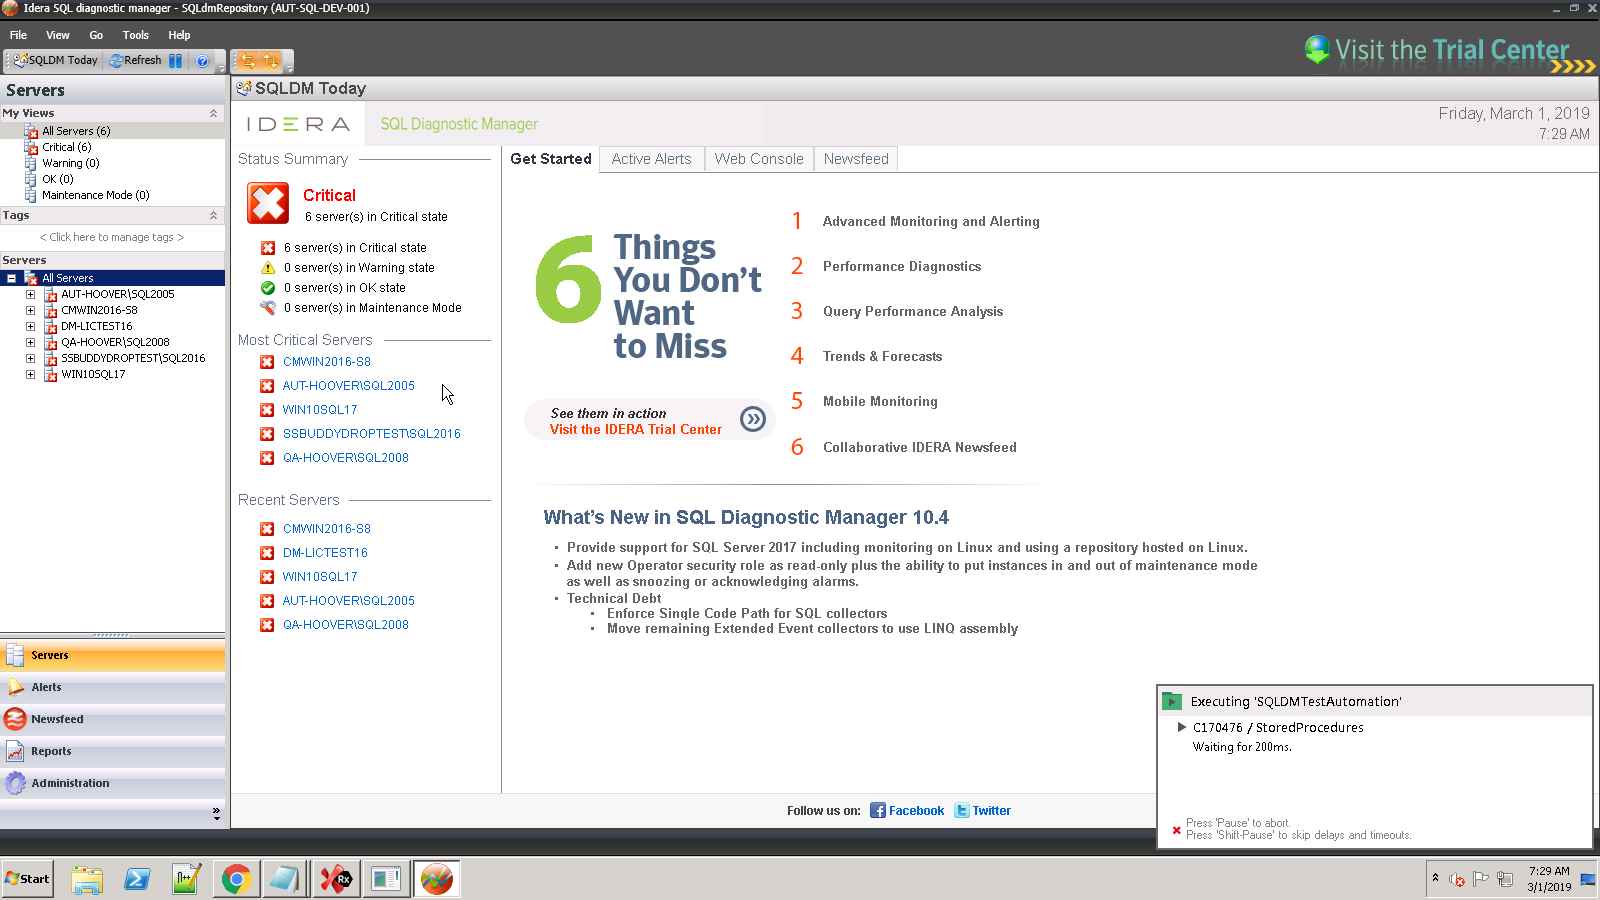 Idera SQL diagnostic manager - SQLdmRepository (AUT-SQL-DEV-001)
File View Go Tools Help
SQLDM Today Refresh
Visit the Trial Center
Servers
My Views
All Servers (6)
Critical (6)
Warning (0)
OK (0)
Maintenance Mode (0)
Tags
< Click here to manage tags >
Servers
All Servers
AUT-HOOVER\SQL2005
CMWIN2016-S8
DM-LICTEST16
QA-HOOVER\SQL2008
SSBUDDYDROPTEST\SQL2016
WIN10SQL17
Servers
Alerts
Newsfeed
Reports
Administration
SQLDM Today
IDERA SQL Diagnostic Manager
Friday, March 1, 2019
7:29 AM
Status Summary
Critical
6 server(s) in Critical state
6 server(s) in Critical state
0 server(s) in Warning state
0 server(s) in OK state
0 server(s) in Maintenance Mode
Most Critical Servers
CMWIN2016-S8
AUT-HOOVER\SQL2005
WIN10SQL17
SSBUDDYDROPTEST\SQL2016
QA-HOOVER\SQL2008
Recent Servers
CMWIN2016-S8
DM-LICTEST16
WIN10SQL17
AUT-HOOVER\SQL2005
QA-HOOVER\SQL2008
Get Started Active Alerts Web Console Newsfeed
6 Things
You Don't
Want
to Miss
See them in action
Visit the IDERA Trial Center
1 Advanced Monitoring and Alerting
2 Performance Diagnostics
3 Query Performance Analysis
4 Trends & Forecasts
5 Mobile Monitoring
6 Collaborative IDERA Newsfeed
What's New in SQL Diagnostic Manager 10.4
• Provide support for SQL Server 2017 including monitoring on Linux and using a repository hosted on Linux.
• Add new Operator security role as read-only plus the ability to put instances in and out of maintenance mode
as well as snoozing or acknowledging alarms.
• Technical Debt
• Enforce Single Code Path for SQL collectors
• Move remaining Extended Event collectors to use LINQ assembly
Follow us on: Facebook Twitter
Executing 'SQLDMTestAutomation'
C170476 / StoredProcedures
Waiting for 200ms.
Press 'Pause' to abort.
Press 'Shift-Pause' to skip delays and timeouts.
Start
7:29 AM
3/1/2019